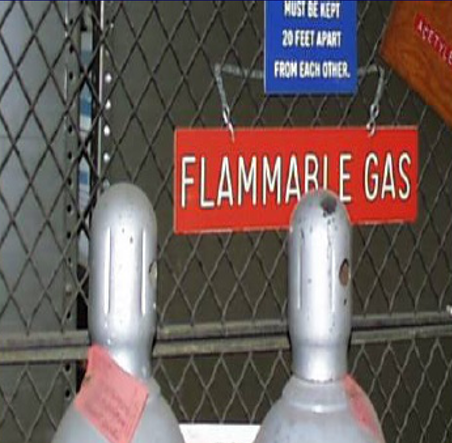 MUST BE KEPT
20 FEET APART
FROM EACH OTHER.
FLAMMABLE GAS